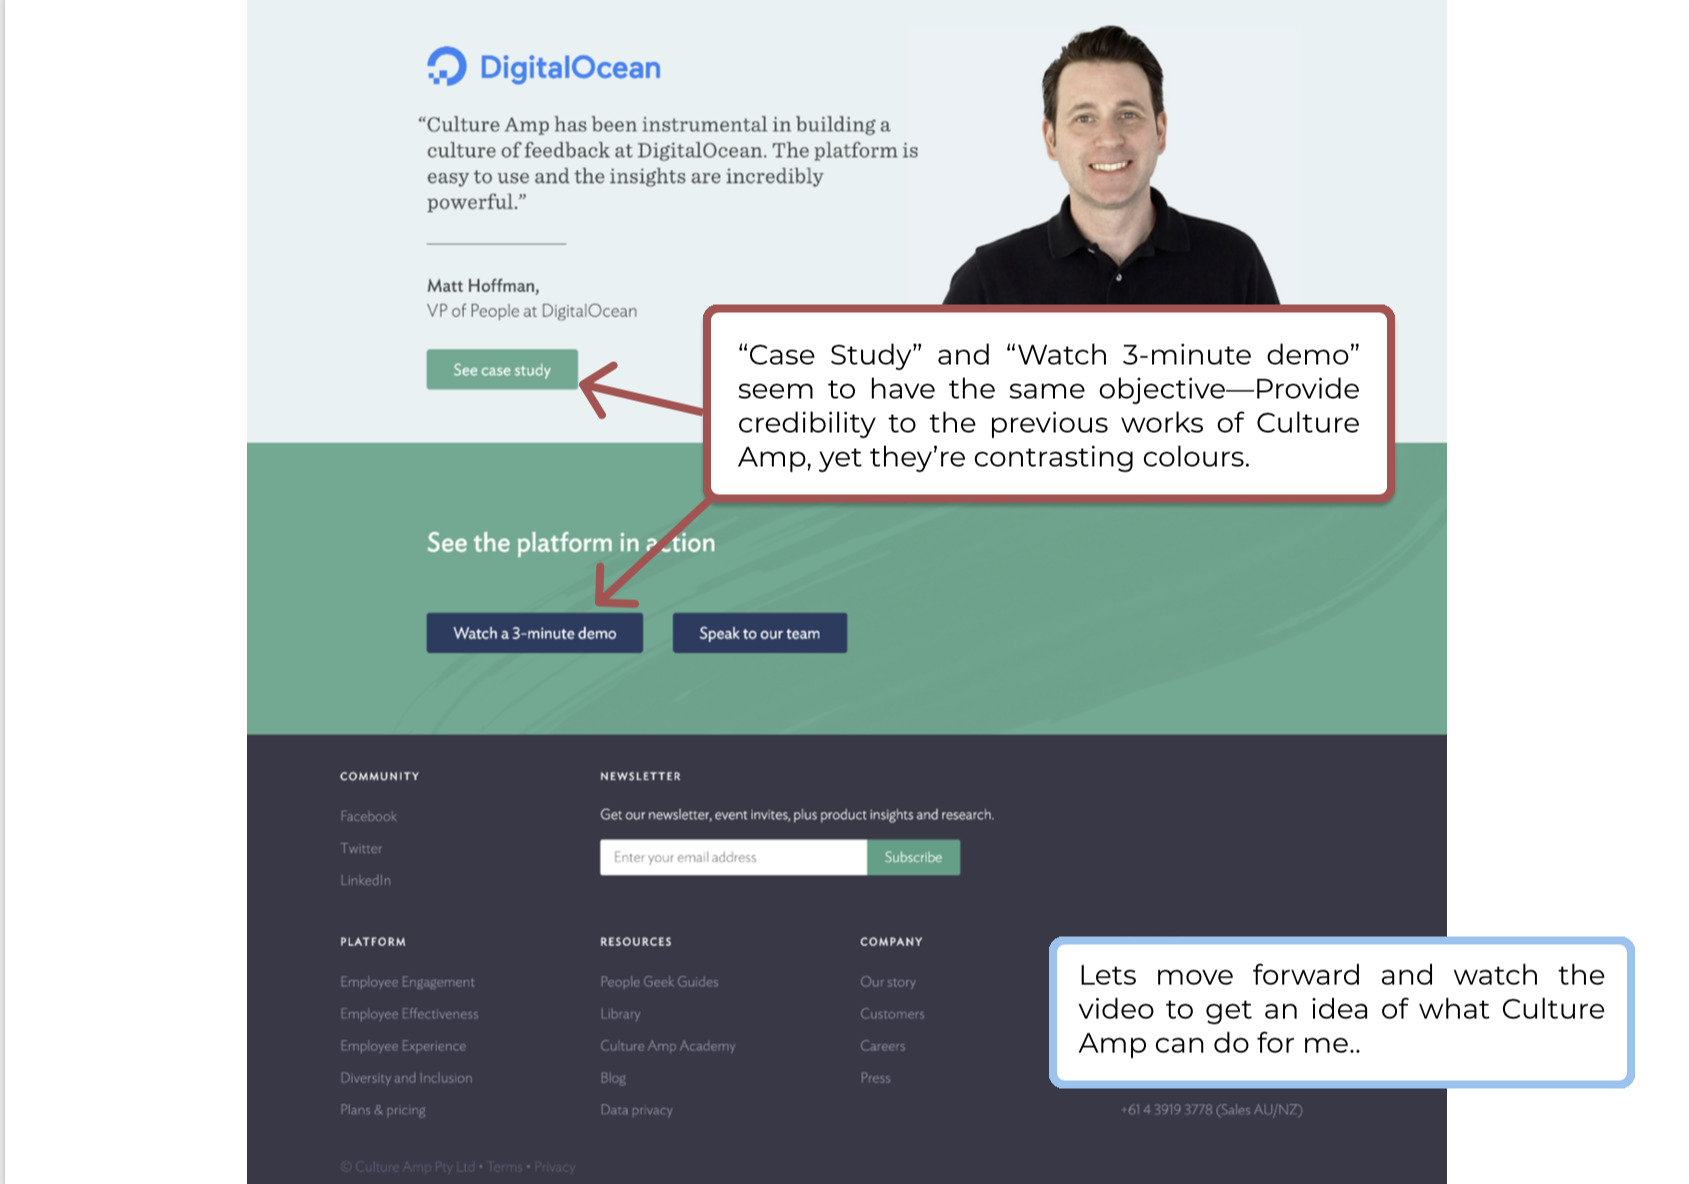 DigitalOcean
“Culture Amp has been instrumental in building a
culture of feedback at DigitalOcean. The platform is
easy to use and the insights are incredibly
powerful.”
Matt Hoffman,
VP of People at DigitalOcean
See case study
“Case Study” and “Watch 3-minute demo”
seem to have the same objective—Provide
credibility to the previous works of Culture
Amp, yet they’re contrasting colours.
See the platform in action
Watch a 3-minute demo
Speak to our team
COMMUNITY
Facebook
Twitter
LinkedIn
NEWSLETTER
Get our newsletter, event invites, plus product insights and research.
Enter your email address
Subscribe
PLATFORM
Employee Engagement
Employee Effectiveness
Employee Experience
Diversity and Inclusion
Plans & pricing
RESOURCES
People Geek Guides
Library
Culture Amp Academy
Blog
Data privacy
COMPANY
Our story
Customers
Careers
Press
Lets move forward and watch the
video to get an idea of what Culture
Amp can do for me..
+61 4 3919 3778 (Sales AU/NZ)
© Culture Amp Pty Ltd • Terms • Privacy